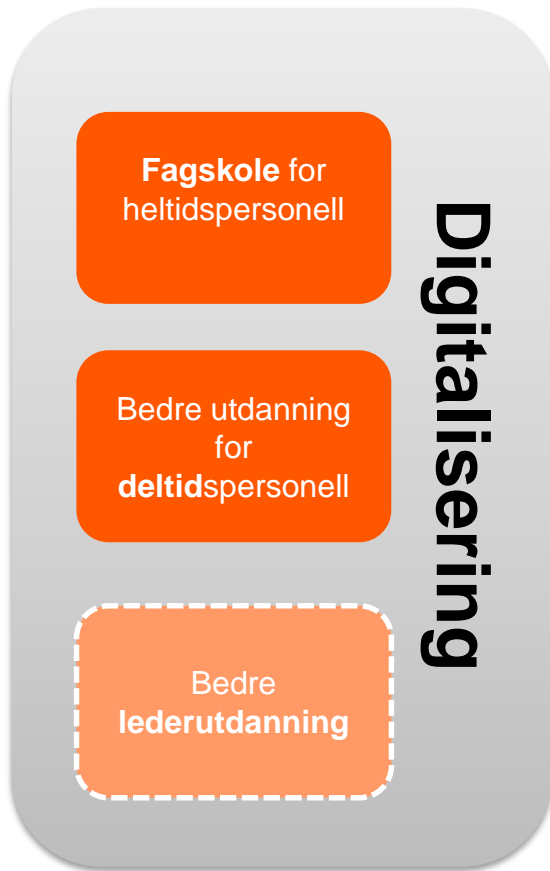 Fagskole for
heltidspersonell
Bedre utdanning
for
deltidspersonell
Bedre
lederutdanning
Digitalisering